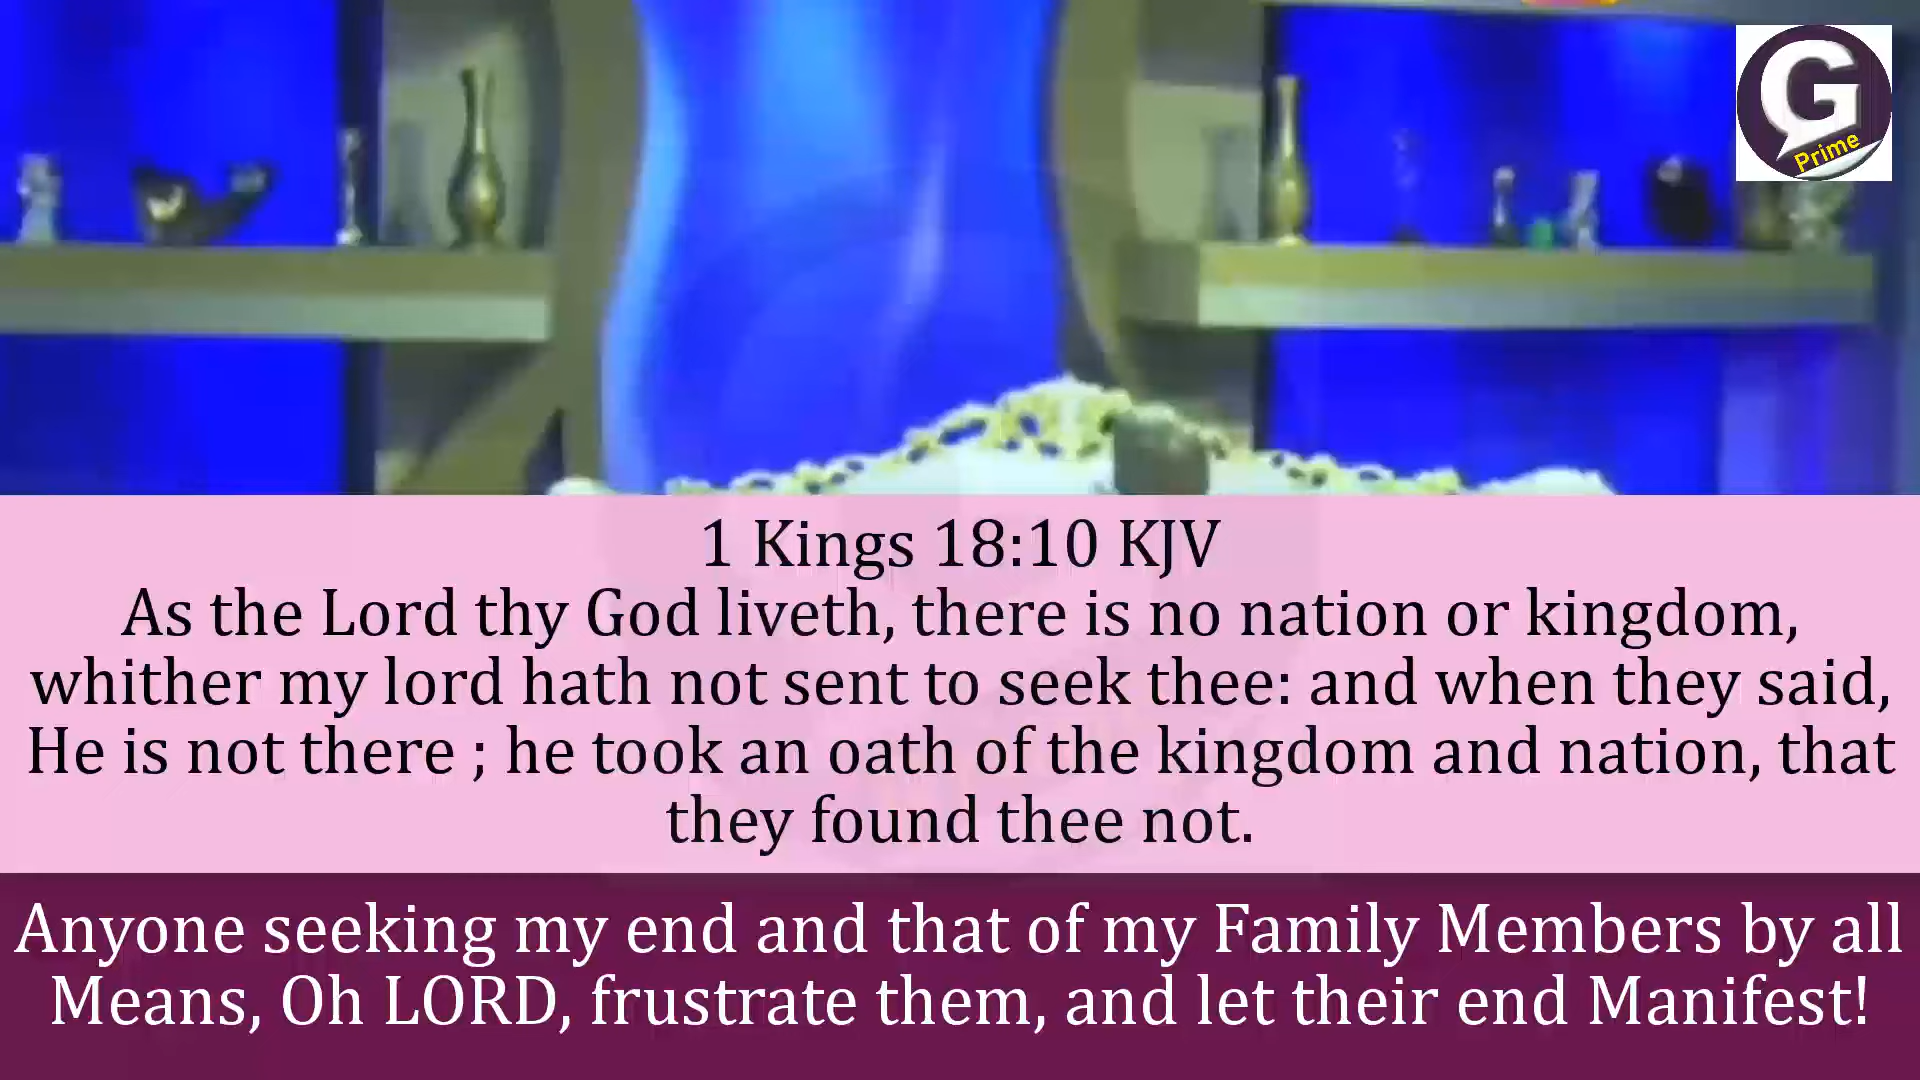 G
Prime
1 Kings 18:10 KJV
As the Lord thy God liveth, there is no nation or kingdom,
whither my lord hath not sent to seek thee: and when they said,
He is not there ; he took an oath of the kingdom and nation, that
they found thee not.
Anyone seeking my end and that of my Family Members by all
Means, Oh LORD, frustrate them, and let their end Manifest!